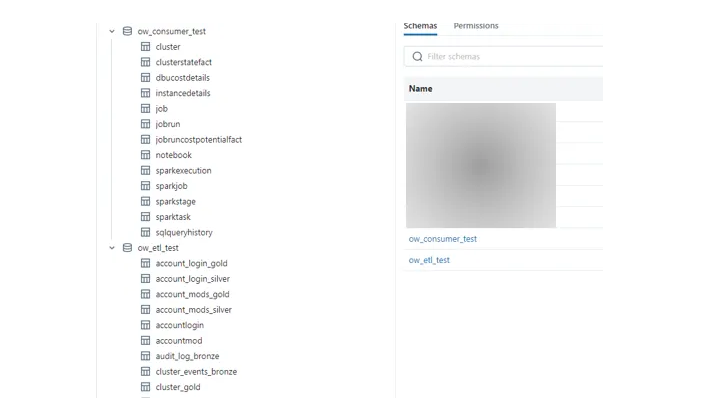 ow_consumer_test
cluster
clusterstatefact
dbucostdetails
instancedetails
job
jobrun
jobruncostpotentialfact
notebook
sparkexecution
sparkjob
sparkstage
sparktask
sqlqueryhistory
ow_etl_test
account_login_gold
account_login_silver
account_mods_gold
account_mods_silver
accountlogin
accountmod
audit_log_bronze
cluster_events_bronze
cluster_gold
Schemas Permissions
Filter schemas
Name
ow_consumer_test
ow_etl_test